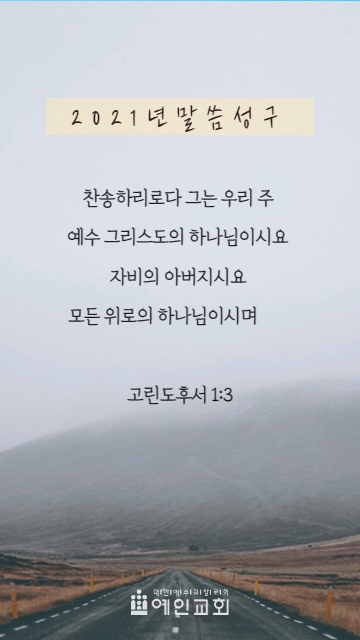 2021년말씀성구
찬송하리로다 그는 우리 주
예수 그리스도의 하나님이시요
자비의 아버지시요
모든 위로의 하나님이시며
고린도후서 1:3
예인교회